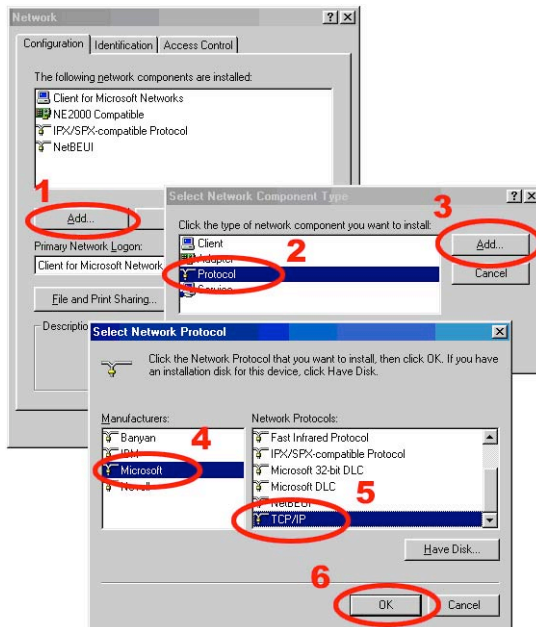 Network
Configuration Identification Access Control
The following network components are installed:
Client for Microsoft Networks
NE2000 Compatible
IPX/SPX-compatible Protocol
NetBEUI
1
Add...
Primary Network Logon:
Client for Microsoft Network
File and Print Sharing...
Descriptio
Select Network Component Type
3
Click the type of network component you want to install:
Client
2
Adapter
Protocol
Service
Add...
Cancel
Select Network Protocol
Click the Network Protocol that you want to install, then click OK. If you have
an installation disk for this device, click Have Disk.
Manufacturers:
Banyan
4
IBM
Microsoft
Novell
Network Protocols:
Fast Infrared Protocol
IPX/SPX-compatible Protocol
Microsoft 32-bit DLC
Microsoft DLC
NetBEUI
5
TCP/IP
Have Disk...
6
OK
Cancel